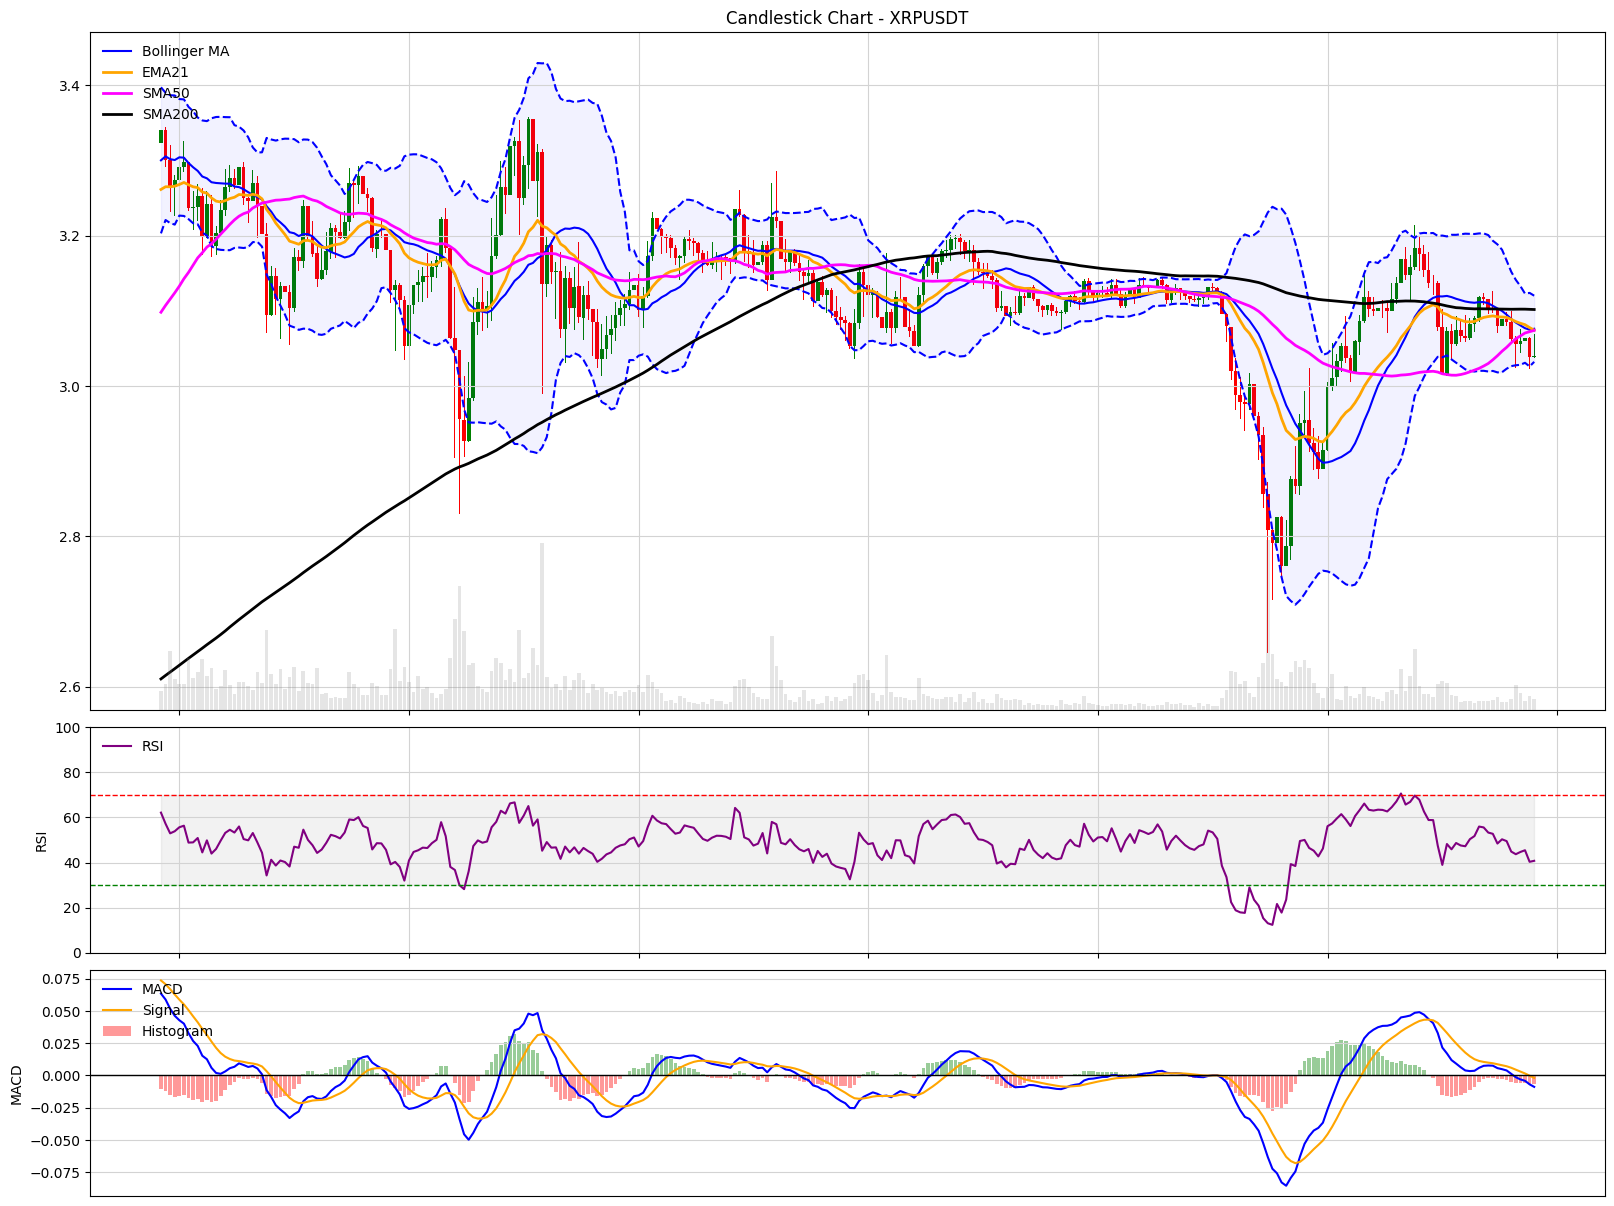 Candlestick Chart - XRPUSDT
Bollinger MA
EMA21
SMA50
SMA200
3.4
3.2
3.0
2.8
2.6
RSI
RSI
100
80
60
40
20
0
MACD
Signal
Histogram
MACD
0.075
0.050
0.025
0.000
−0.025
−0.050
−0.075